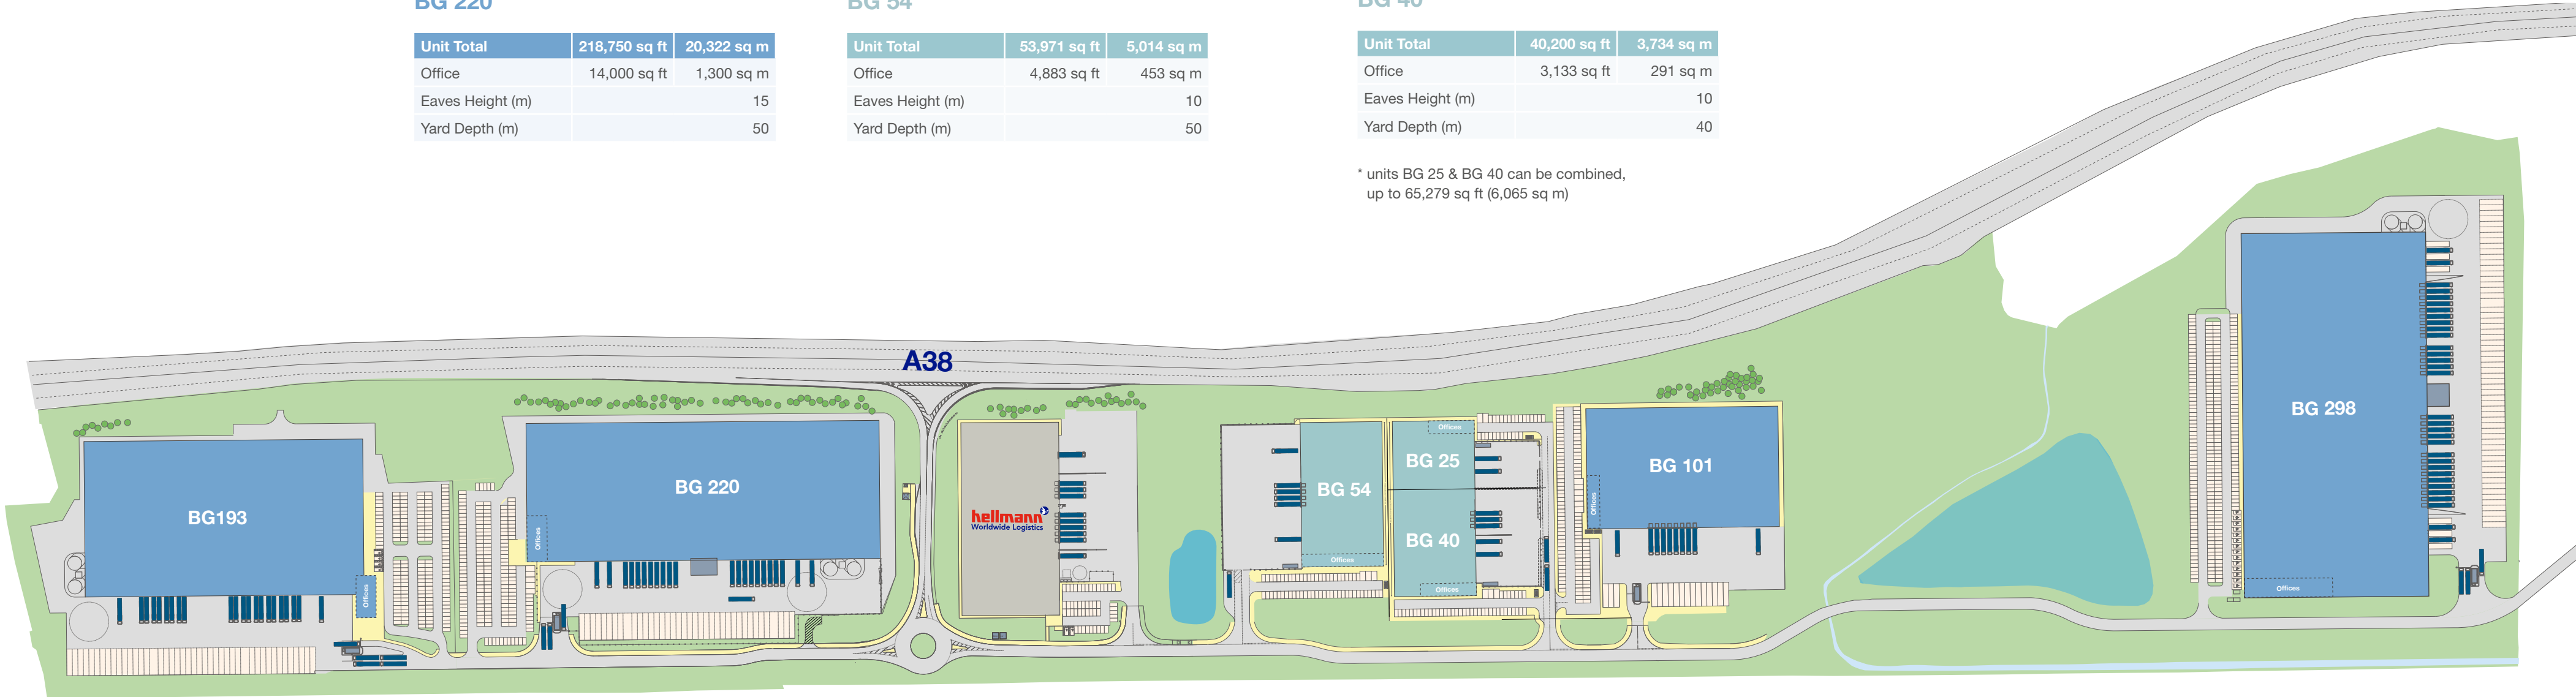 BG 220
Unit Total 218,750 sq ft 20,322 sq m
Office 14,000 sq ft 1,300 sq m
Eaves Height (m) 15
Yard Depth (m) 50
BG 54
Unit Total 53,971 sq ft 5,014 sq m
Office 4,883 sq ft 453 sq m
Eaves Height (m) 10
Yard Depth (m) 50
BG 40
Unit Total 40,200 sq ft 3,734 sq m
Office 3,133 sq ft 291 sq m
Eaves Height (m) 10
Yard Depth (m) 40
* units BG 25 & BG 40 can be combined,
up to 65,279 sq ft (6,065 sq m)
A38
BG193
Offices
BG 220
Offices
hellmann
Worldwide Logistics
BG 54
Offices
Offices
BG 25
BG 40
Offices
BG 101
Offices
BG 298
Offices